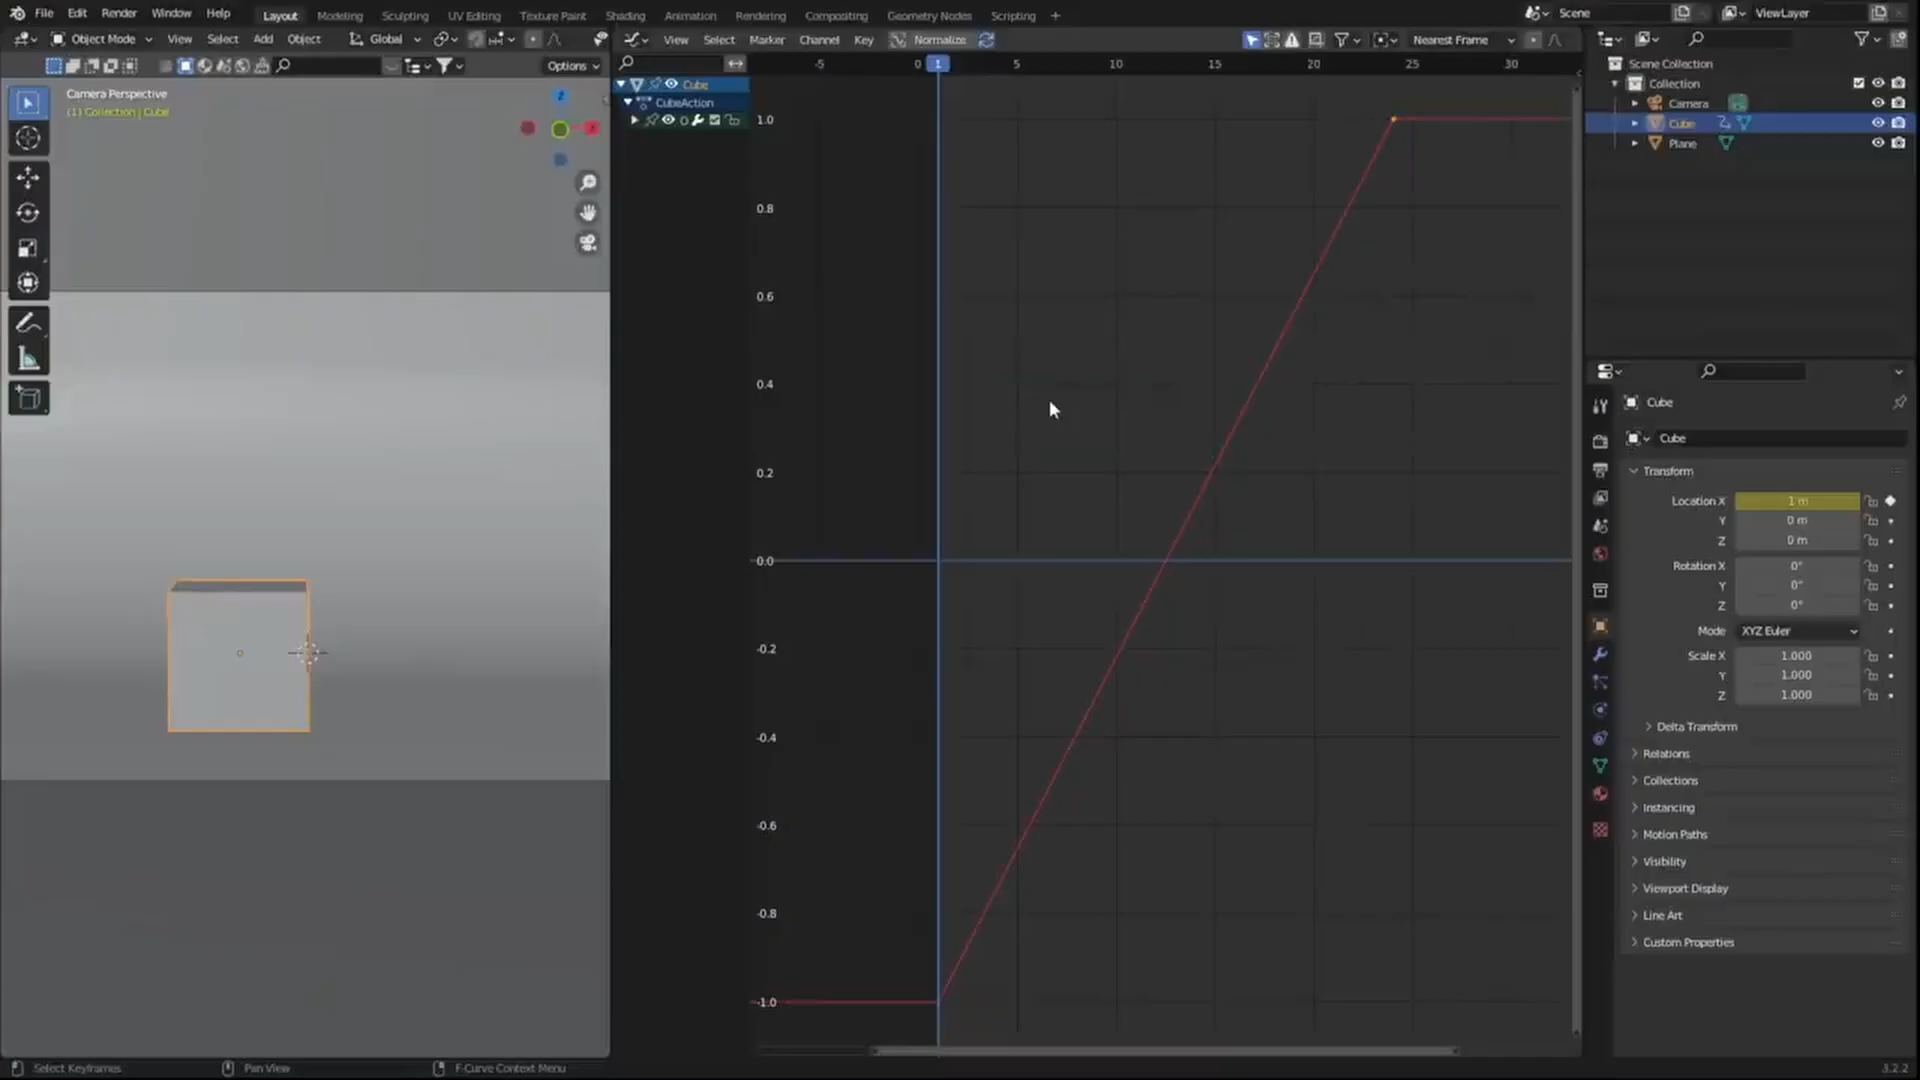 File Edit Render Window Help Layout Modeling Sculpting UV Editing Texture Paint Shading Animation Rendering Compositing Geometry Nodes Scripting + Scene ViewLayer
Object Mode View Select Add Object Global View Select Marker Channel Key Normalize Nearest Frame
Options
Camera Perspective
(1) Collection | Cube
Cube
CubeAction
-5 0 1 5 10 15 20 25 30
1.0
0.8
0.6
0.4
0.2
0.0
-0.2
-0.4
-0.6
-0.8
-1.0
Scene Collection
Collection
Camera
Cube
Plane
Cube
Cube
Transform
Location X 1 m
Y 0 m
Z 0 m
Rotation X 0°
Y 0°
Z 0°
Mode XYZ Euler
Scale X 1.000
Y 1.000
Z 1.000
Delta Transform
Relations
Collections
Instancing
Motion Paths
Visibility
Viewport Display
Line Art
Custom Properties
Select Keyframes Pan View F-Curve Context Menu 3.2.2